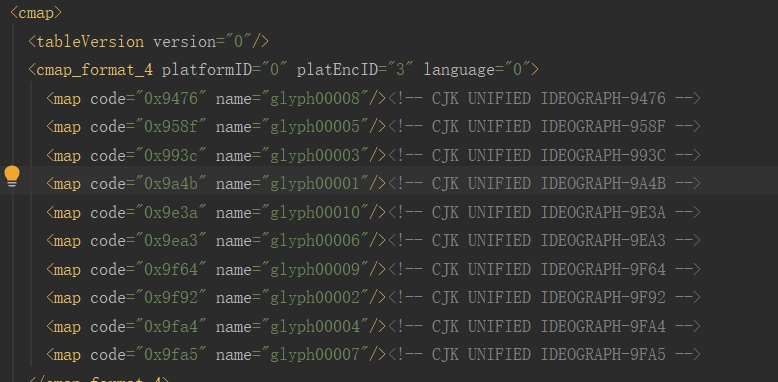 <cmap>
<tableVersion version="0"/>
<cmap_format_4 platformID="0" platEncID="3" language="0">
<map code="0x9476" name="glyph00008"/><!-- CJK UNIFIED IDEOGRAPH-9476 -->
<map code="0x958f" name="glyph00005"/><!-- CJK UNIFIED IDEOGRAPH-958F -->
<map code="0x993c" name="glyph00003"/><!-- CJK UNIFIED IDEOGRAPH-993C -->
<map code="0x9a4b" name="glyph00001"/><!-- CJK UNIFIED IDEOGRAPH-9A4B -->
<map code="0x9e3a" name="glyph00010"/><!-- CJK UNIFIED IDEOGRAPH-9E3A -->
<map code="0x9ea3" name="glyph00006"/><!-- CJK UNIFIED IDEOGRAPH-9EA3 -->
<map code="0x9f64" name="glyph00009"/><!-- CJK UNIFIED IDEOGRAPH-9F64 -->
<map code="0x9f92" name="glyph00002"/><!-- CJK UNIFIED IDEOGRAPH-9F92 -->
<map code="0x9fa4" name="glyph00004"/><!-- CJK UNIFIED IDEOGRAPH-9FA4 -->
<map code="0x9fa5" name="glyph00007"/><!-- CJK UNIFIED IDEOGRAPH-9FA5 -->
</cmap_format_4>